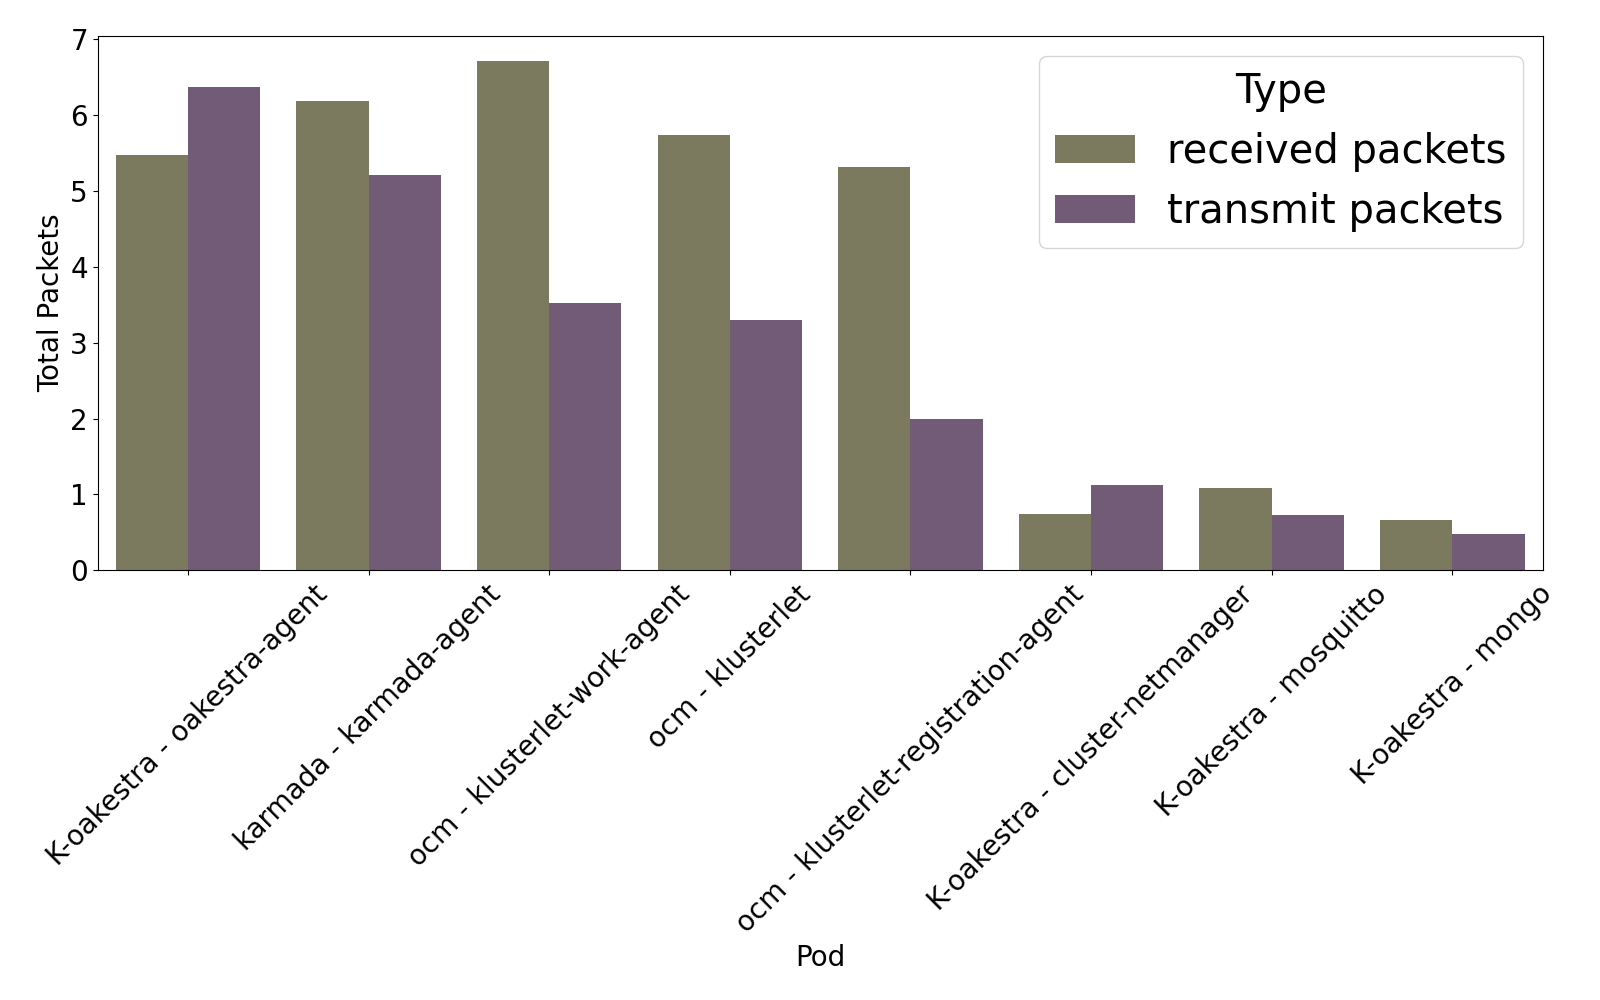 7
6
5
4
3
2
1
0
Total Packets
Type
received packets
transmit packets
K-oakestra - oakestra-agent
karmada - karmada-agent
ocm - klusterlet-work-agent
ocm - klusterlet
ocm - klusterlet-registration-agent
K-oakestra - cluster-netmanager
K-oakestra - mosquitto
K-oakestra - mongo
Pod